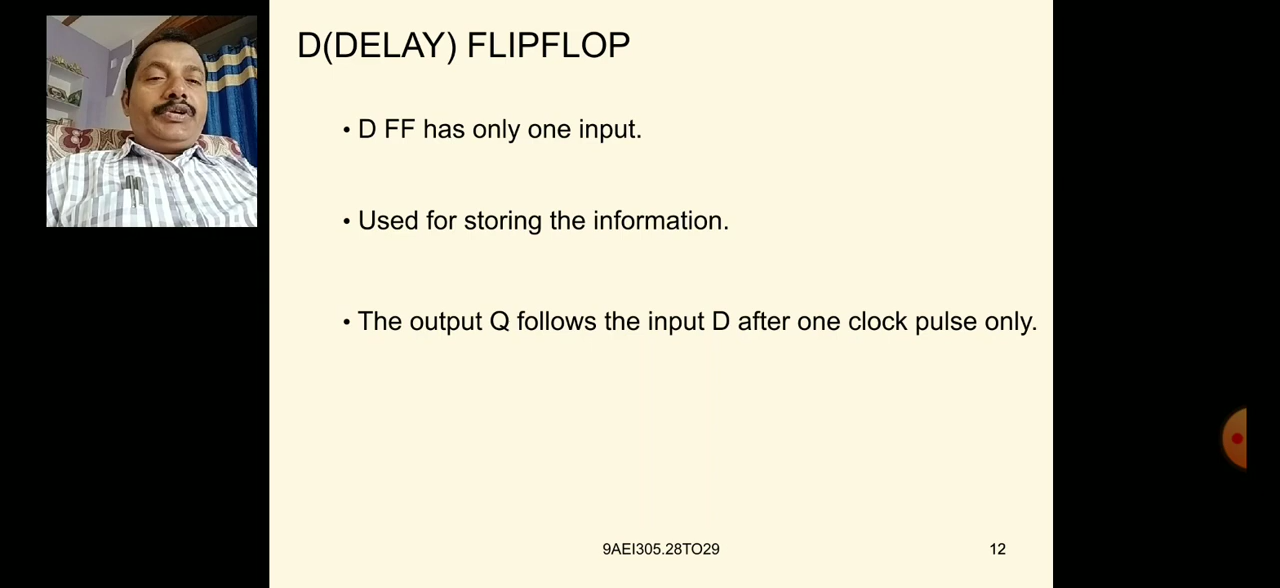 D(DELAY) FLIPFLOP
• D FF has only one input.
• Used for storing the information.
• The output Q follows the input D after one clock pulse only.
9AEI305.28TO29
12